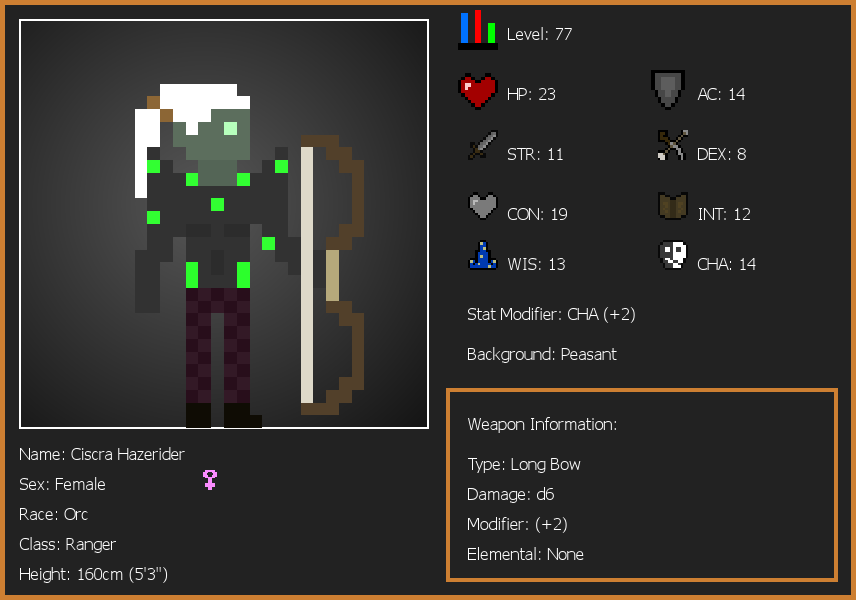 Level: 77
HP: 23
AC: 14
STR: 11
DEX: 8
CON: 19
INT: 12
WIS: 13
CHA: 14
Stat Modifier: CHA (+2)
Background: Peasant
Weapon Information:
Type: Long Bow
Damage: d6
Modifier: (+2)
Elemental: None
Name: Ciscra Hazerider
Sex: Female
Race: Orc
Class: Ranger
Height: 160cm (5'3")